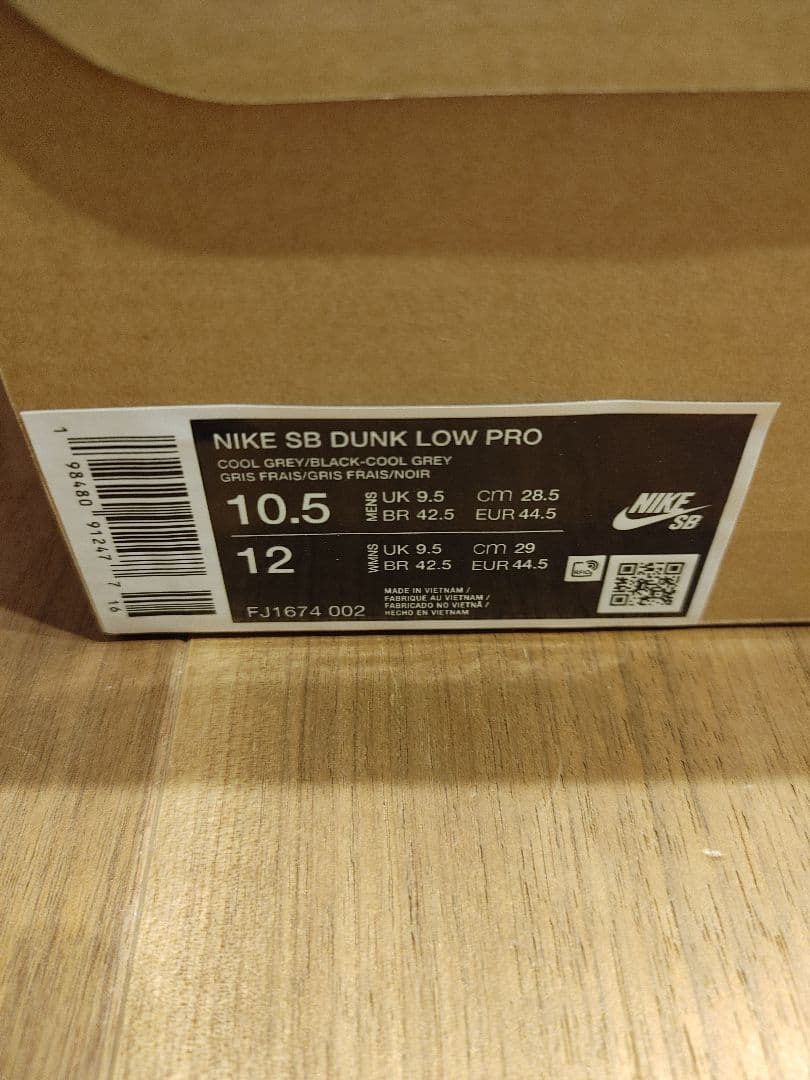 NIKE SB DUNK LOW PRO
COOL GREY/BLACK-COOL GREY
GRIS FRAIS/GRIS FRAIS/NOIR
10.5 MENS UK 9.5 cm 28.5
BR 42.5 EUR 44.5
12 WMNS UK 9.5 cm 29
BR 42.5 EUR 44.5
FJ1674 002
MADE IN VIETNAM /
FABRIQUÉ AU VIETNAM /
FABRICADO NO VIETNÃ /
HECHO EN VIETNAM
NIKE
SB
1 98480 91247 7 16